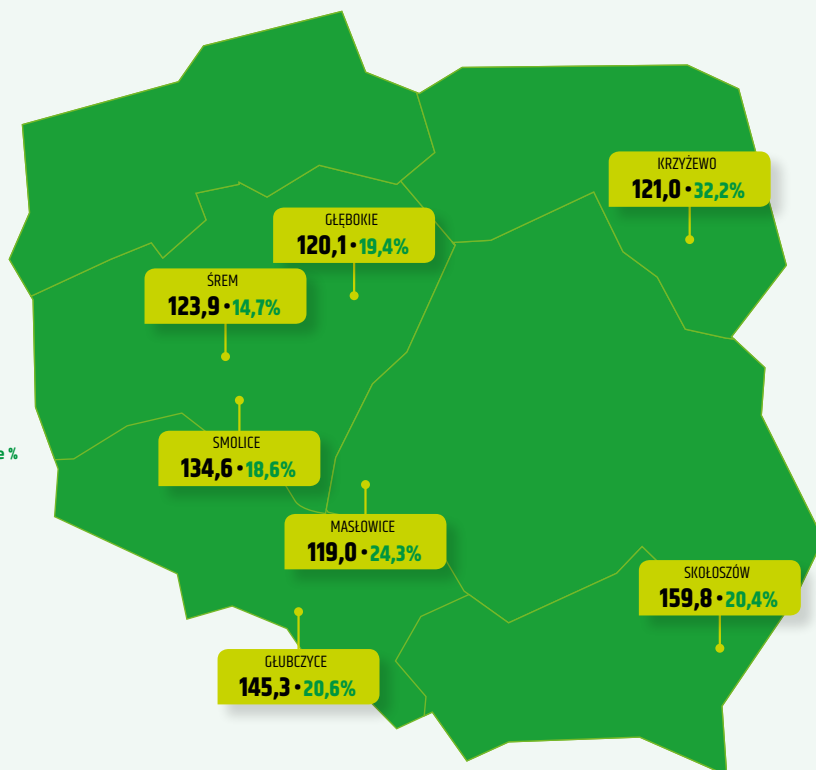 KRZYŻEWO
121,0 • 32,2%
GŁĘBOKIE
120,1 • 19,4%
ŚREM
123,9 • 14,7%
e %
SMOLICE
134,6 • 18,6%
MASŁOWICE
119,0 • 24,3%
SKOŁOSZÓW
159,8 • 20,4%
GŁUBCZYCE
145,3 • 20,6%